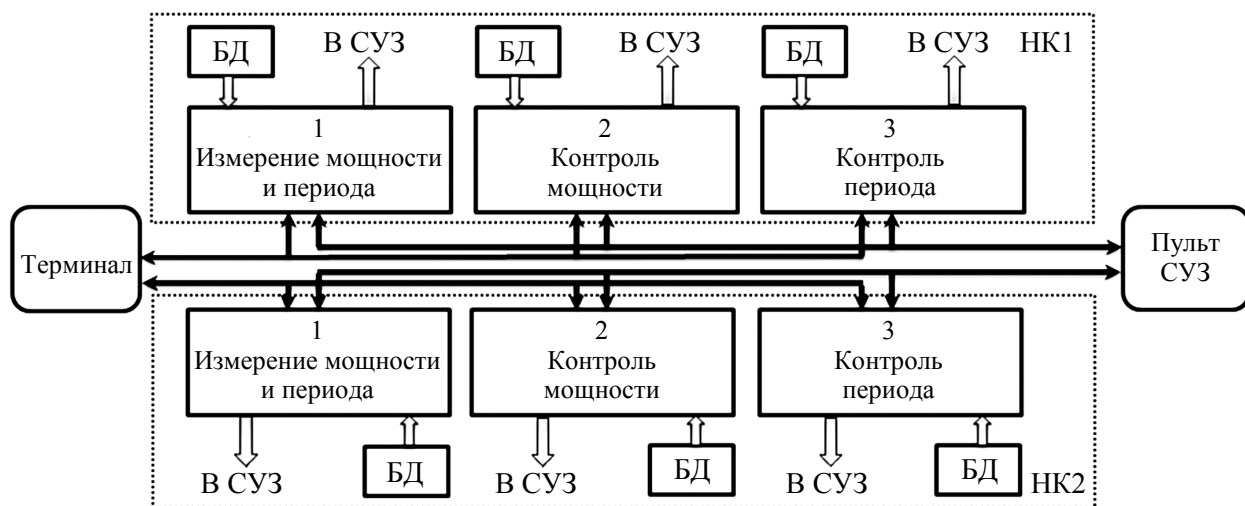 БД
В СУЗ
БД
В СУЗ
БД
В СУЗ
НК1
1
Измерение мощности
и периода
2
Контроль
мощности
3
Контроль
периода
Терминал
Пульт
СУЗ
1
Измерение мощности
и периода
2
Контроль
мощности
3
Контроль
периода
В СУЗ
БД
В СУЗ
БД
В СУЗ
БД
НК2